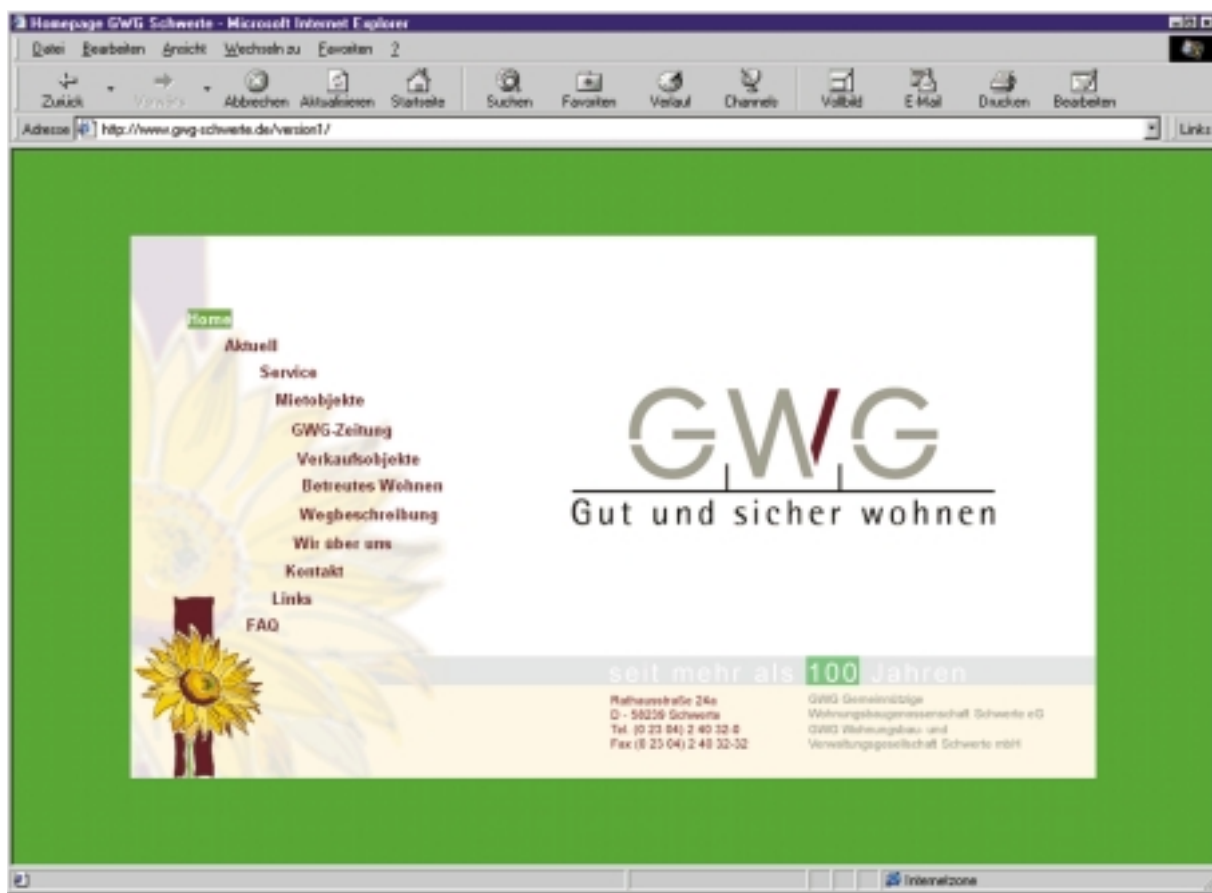 Homepage GWG Schwerte - Microsoft Internet Explorer
Datei Bearbeiten Ansicht Wechseln zu Favoriten ?
Zurück Vorwärts Abbrechen Aktualisieren Startseite Suchen Favoriten Verlauf Channels Vollbild E-Mail Drucken Bearbeiten
Adresse http://www.gwg-schwerte.de/version1/ Links
Home
Aktuell
Service
Mietobjekte
GWG-Zeitung
Verkaufsobjekte
Betreutes Wohnen
Wegbeschreibung
Wir über uns
Kontakt
Links
FAQ
GWG
Gut und sicher wohnen
seit mehr als 100 Jahren
Rathausstraße 24a
D - 58239 Schwerte
Tel. (0 23 04) 2 40 32-0
Fax (0 23 04) 2 40 32-32
GWG Gemeinnützige
Wohnungsbaugenossenschaft Schwerte eG
GWG Wohnungsbau- und
Verwaltungsgesellschaft Schwerte mbH
Internetzone